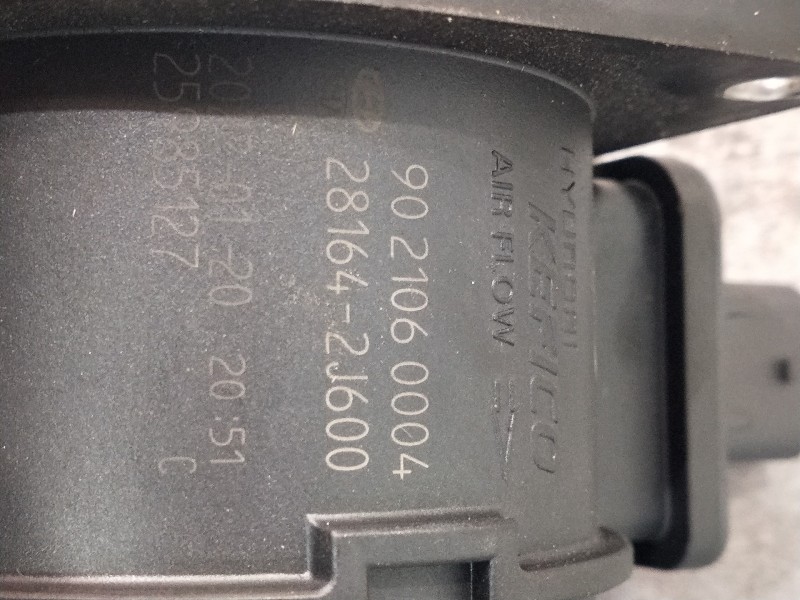 HYUNDAI
KEFICO
AIR FLOW
90 2106 0004
28164-2J600
20:51
C